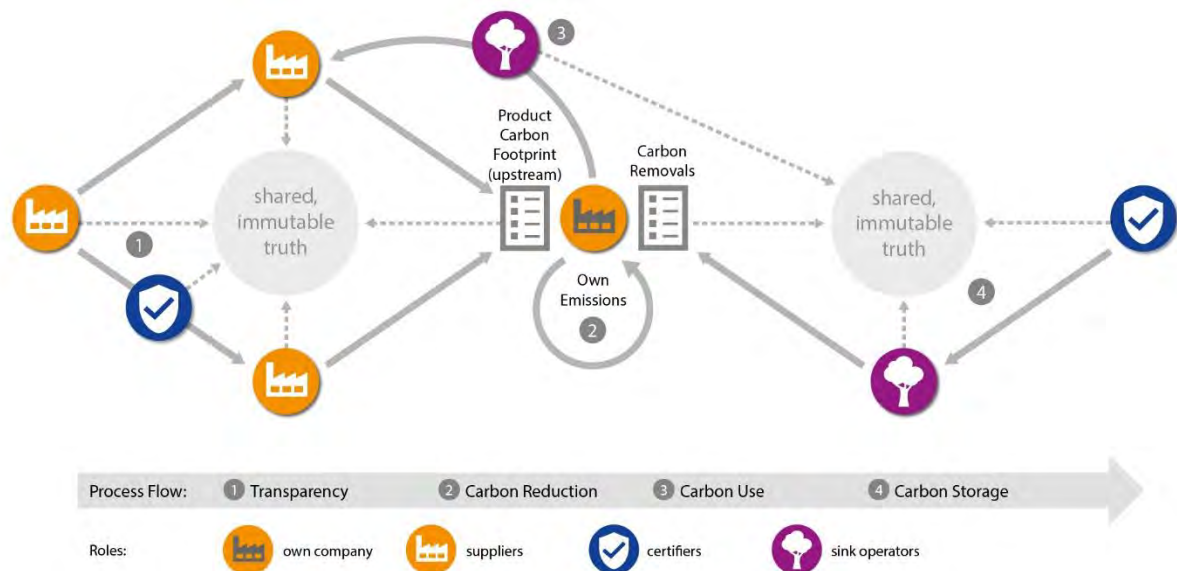 3
Product
Carbon
Footprint
(upstream)
Carbon
Removals
shared,
immutable
truth
shared,
immutable
truth
1
Own
Emissions
2
4
Process Flow: 1 Transparency 2 Carbon Reduction 3 Carbon Use 4 Carbon Storage
Roles: own company suppliers certifiers sink operators